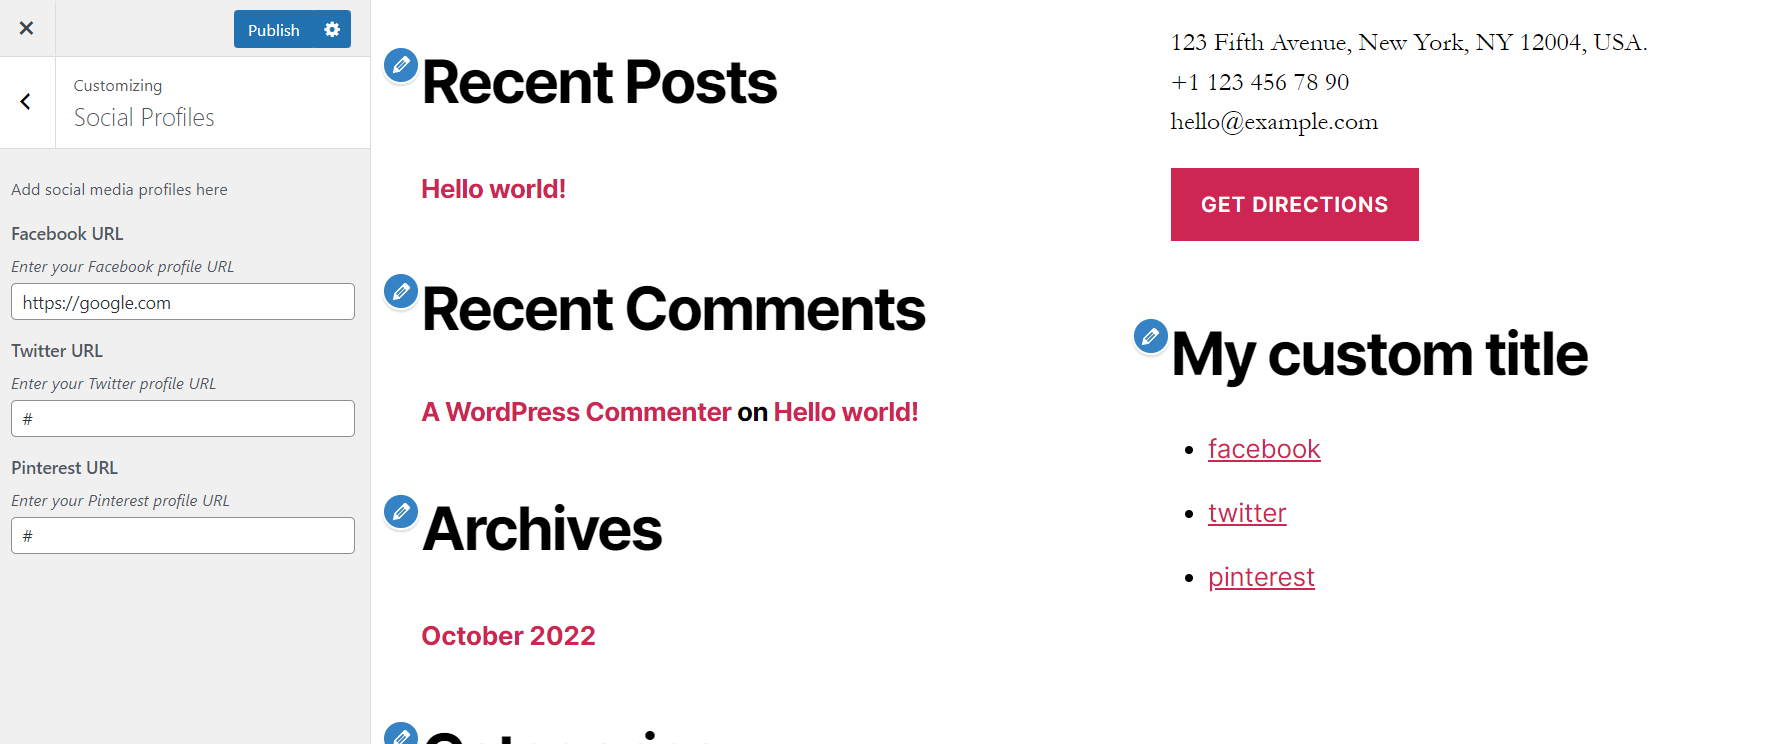 Publish
Customizing
Social Profiles
Add social media profiles here
Facebook URL
Enter your Facebook profile URL
https://google.com
Twitter URL
Enter your Twitter profile URL
#
Pinterest URL
Enter your Pinterest profile URL
#
Recent Posts
Hello world!
Recent Comments
A WordPress Commenter on Hello world!
Archives
October 2022
123 Fifth Avenue, New York, NY 12004, USA.
+1 123 456 78 90
hello@example.com
GET DIRECTIONS
My custom title
facebook
twitter
pinterest